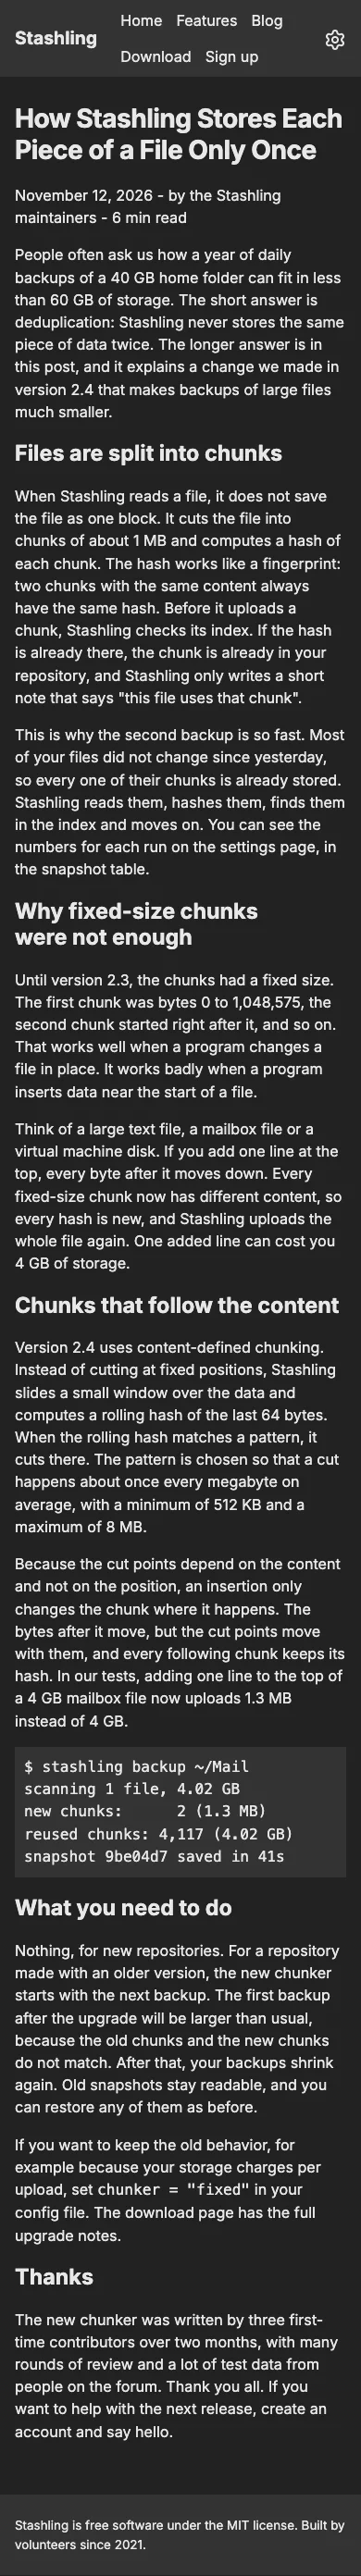 Stashling
Home Features Blog
Download Sign up
How Stashling Stores Each
Piece of a File Only Once
November 12, 2026 - by the Stashling
maintainers - 6 min read
People often ask us how a year of daily
backups of a 40 GB home folder can fit in less
than 60 GB of storage. The short answer is
deduplication: Stashling never stores the same
piece of data twice. The longer answer is in
this post, and it explains a change we made in
version 2.4 that makes backups of large files
much smaller.
Files are split into chunks
When Stashling reads a file, it does not save
the file as one block. It cuts the file into
chunks of about 1 MB and computes a hash of
each chunk. The hash works like a fingerprint:
two chunks with the same content always
have the same hash. Before it uploads a
chunk, Stashling checks its index. If the hash
is already there, the chunk is already in your
repository, and Stashling only writes a short
note that says "this file uses that chunk".
This is why the second backup is so fast. Most
of your files did not change since yesterday,
so every one of their chunks is already stored.
Stashling reads them, hashes them, finds them
in the index and moves on. You can see the
numbers for each run on the settings page, in
the snapshot table.
Why fixed-size chunks
were not enough
Until version 2.3, the chunks had a fixed size.
The first chunk was bytes 0 to 1,048,575, the
second chunk started right after it, and so on.
That works well when a program changes a
file in place. It works badly when a program
inserts data near the start of a file.
Think of a large text file, a mailbox file or a
virtual machine disk. If you add one line at the
top, every byte after it moves down. Every
fixed-size chunk now has different content, so
every hash is new, and Stashling uploads the
whole file again. One added line can cost you
4 GB of storage.
Chunks that follow the content
Version 2.4 uses content-defined chunking.
Instead of cutting at fixed positions, Stashling
slides a small window over the data and
computes a rolling hash of the last 64 bytes.
When the rolling hash matches a pattern, it
cuts there. The pattern is chosen so that a cut
happens about once every megabyte on
average, with a minimum of 512 KB and a
maximum of 8 MB.
Because the cut points depend on the content
and not on the position, an insertion only
changes the chunk where it happens. The
bytes after it move, but the cut points move
with them, and every following chunk keeps its
hash. In our tests, adding one line to the top of
a 4 GB mailbox file now uploads 1.3 MB
instead of 4 GB.
$ stashling backup ~/Mail
scanning 1 file, 4.02 GB
new chunks: 2 (1.3 MB)
reused chunks: 4,117 (4.02 GB)
snapshot 9be04d7 saved in 41s
What you need to do
Nothing, for new repositories. For a repository
made with an older version, the new chunker
starts with the next backup. The first backup
after the upgrade will be larger than usual,
because the old chunks and the new chunks
do not match. After that, your backups shrink
again. Old snapshots stay readable, and you
can restore any of them as before.
If you want to keep the old behavior, for
example because your storage charges per
upload, set chunker = "fixed" in your
config file. The download page has the full
upgrade notes.
Thanks
The new chunker was written by three first-
time contributors over two months, with many
rounds of review and a lot of test data from
people on the forum. Thank you all. If you
want to help with the next release, create an
account and say hello.
Stashling is free software under the MIT license. Built by
volunteers since 2021.